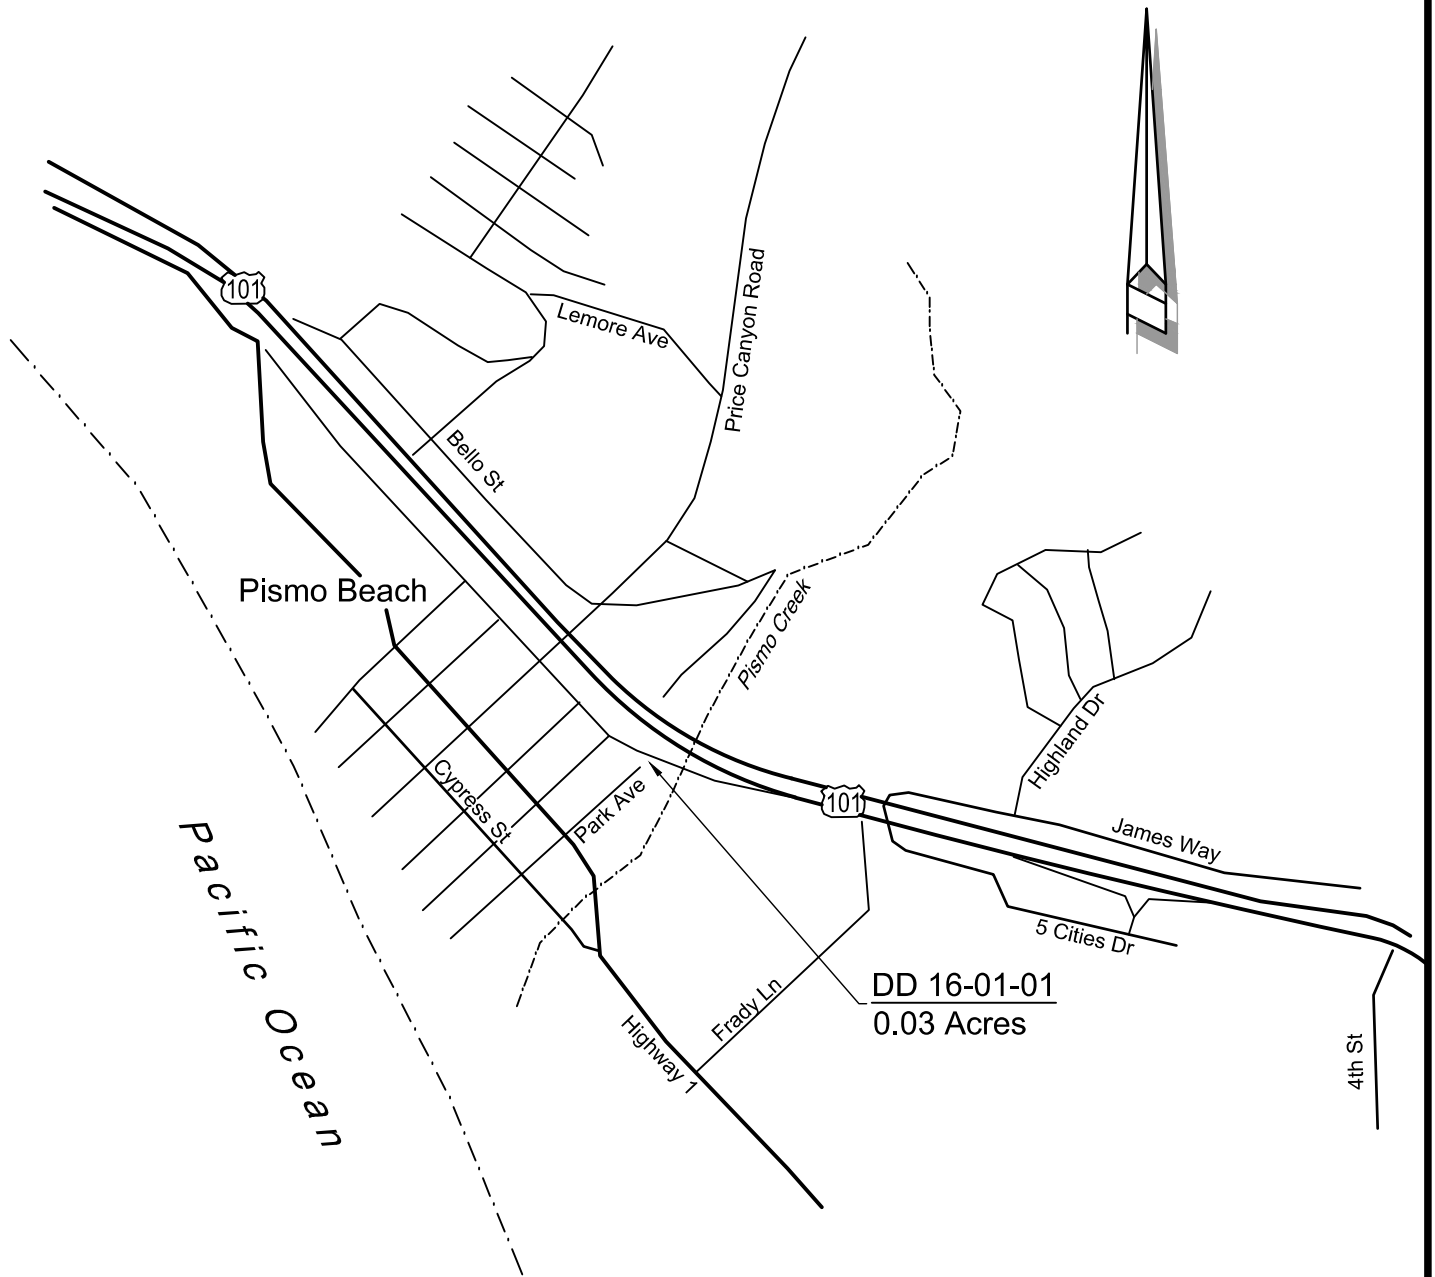 101
Lemore Ave
Price Canyon Road
Bello St
Pismo Beach
Pismo Creek
Highland Dr
Cypress St
Park Ave
101
James Way
Pacific Ocean
5 Cities Dr
DD 16-01-01
0.03 Acres
Frady Ln
Highway 1
4th St